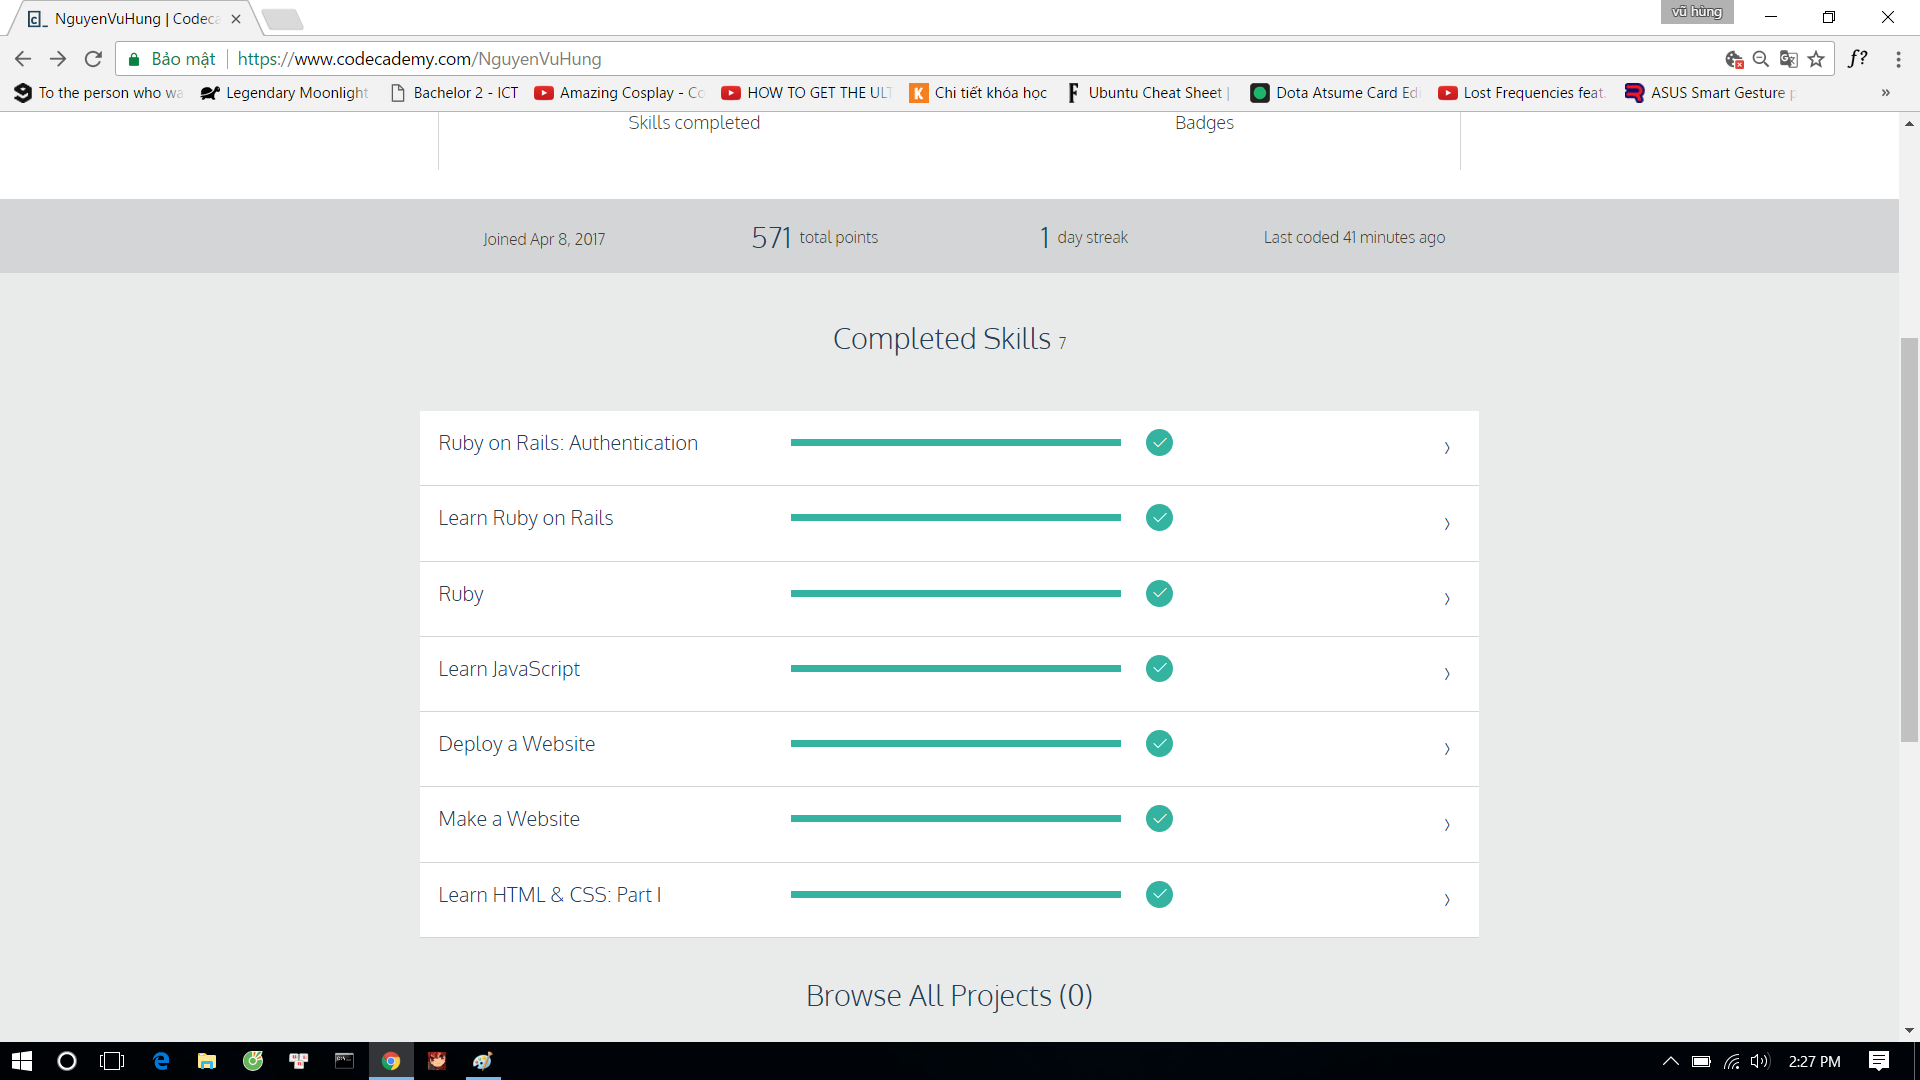 NguyenVuHung | Codeca
vũ hùng
Bảo mật
https://www.codecademy.com/NguyenVuHung
f?
To the person who wa
Legendary Moonlight
Bachelor 2 - ICT
Amazing Cosplay - Co
HOW TO GET THE ULT
Chi tiết khóa học
Ubuntu Cheat Sheet |
Dota Atsume Card Edi
Lost Frequencies feat.
ASUS Smart Gesture p
»
Skills completed
Badges
Joined Apr 8, 2017
571 total points
1 day streak
Last coded 41 minutes ago
Completed Skills 7
Ruby on Rails: Authentication
Learn Ruby on Rails
Ruby
Learn JavaScript
Deploy a Website
Make a Website
Learn HTML & CSS: Part I
Browse All Projects (0)
2:27 PM